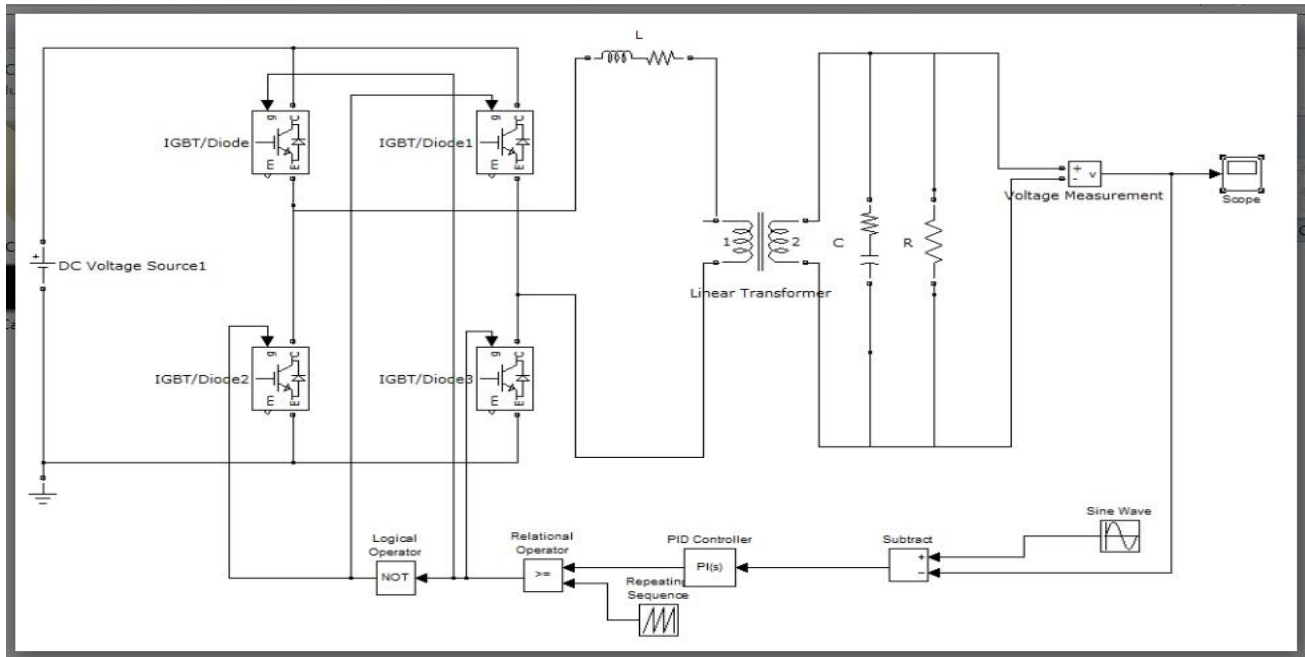 L
g C
IGBT/Diode
E E
g C
IGBT/Diode1
E E
+
DC Voltage Source1
1 2
Linear Transformer
C
R
+
-
v
Voltage Measurement
Scope
g C
IGBT/Diode2
E E
g C
IGBT/Diode3
E E
Logical
Operator
NOT
Relational
Operator
>=
PID Controller
PI(s)
Repeating
Sequence
Subtract
+
−
Sine Wave